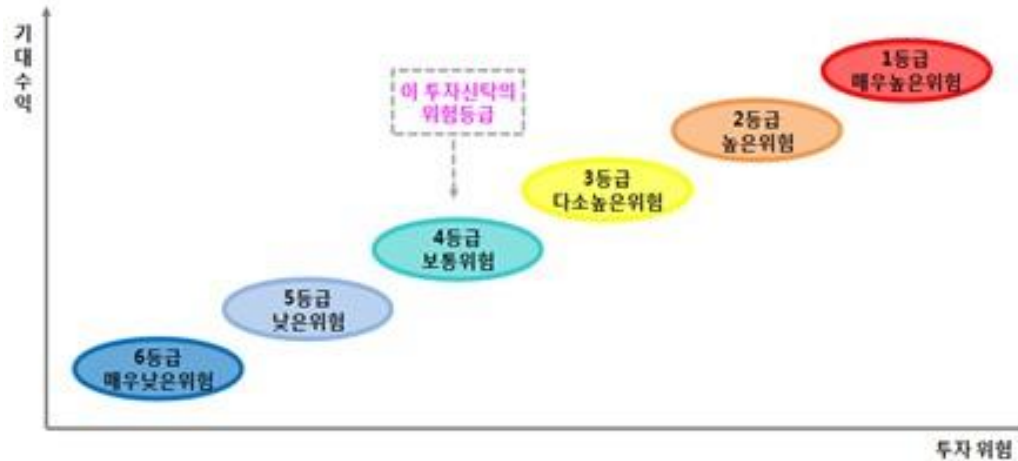 기
대
수
익
이 투자신탁의
위험등급
1등급
매우높은위험
2등급
높은위험
3등급
다소높은위험
4등급
보통위험
5등급
낮은위험
6등급
매우낮은위험
투자 위험